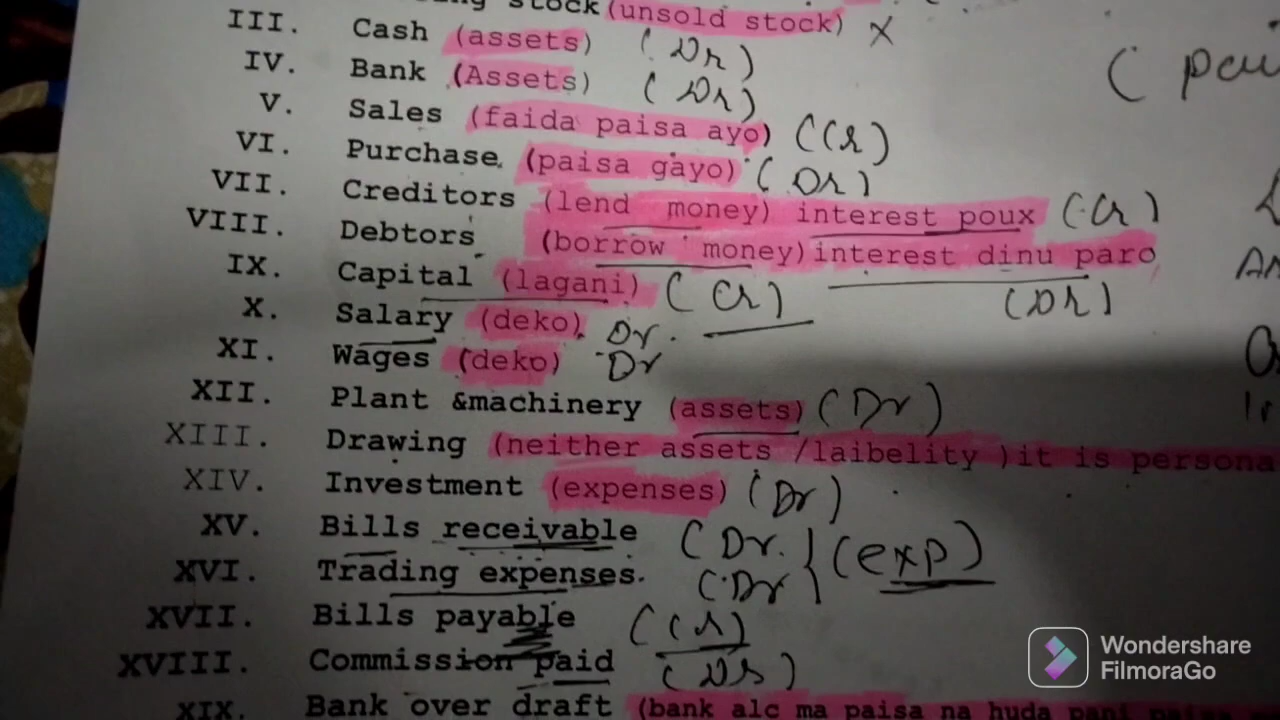 stock(unsold stock) X
III. Cash (assets) (Dr)
( pai
IV. Bank (Assets) (Dr)
V. Sales (faida paisa ayo) (Cr)
VI. Purchase (paisa gayo) (Dr)
VII. Creditors (lend money) interest poux (Cr)
VIII. Debtors (borrow money)interest dinu paro (Dr)
IX. Capital (lagani) (Cr)
X. Salary (deko) Dr.
XI. Wages (deko) Dr
XII. Plant &machinery (assets) (Dr)
XIII. Drawing (neither assets /laibelity )it is persona
XIV. Investment (expenses) (Dr)
XV. Bills receivable (Dr. (exp)
XVI. Trading expenses. (Dr
XVII. Bills payable (Cr)
XVIII. Commission paid (Dr)
XIX. Bank over draft (bank alc ma paisa na huda pani
Wondershare
FilmoraGo